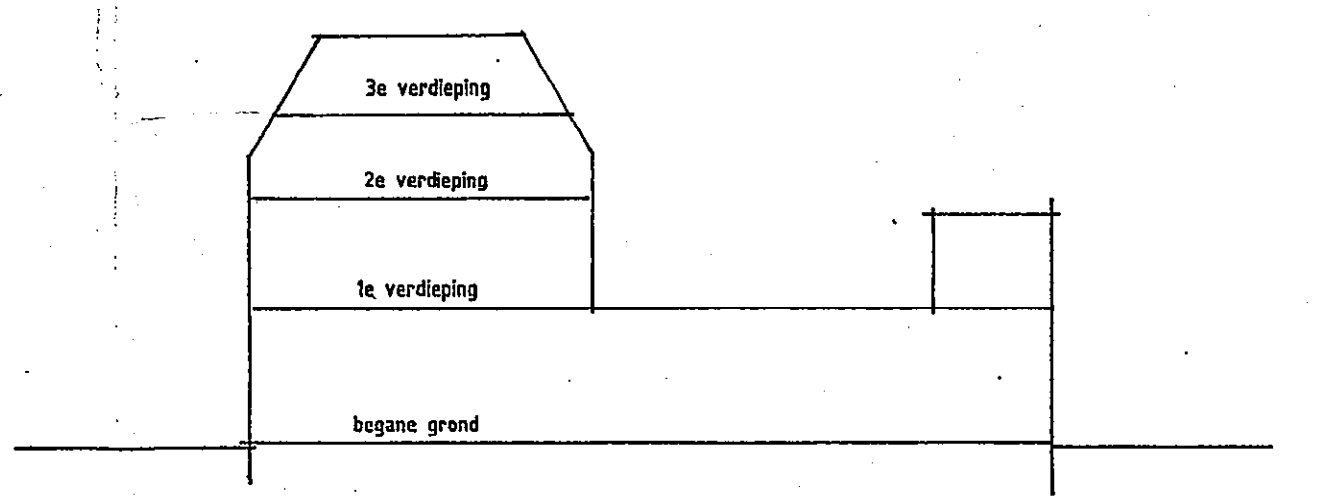 3e verdieping
2e verdieping
1e verdieping
begane grond